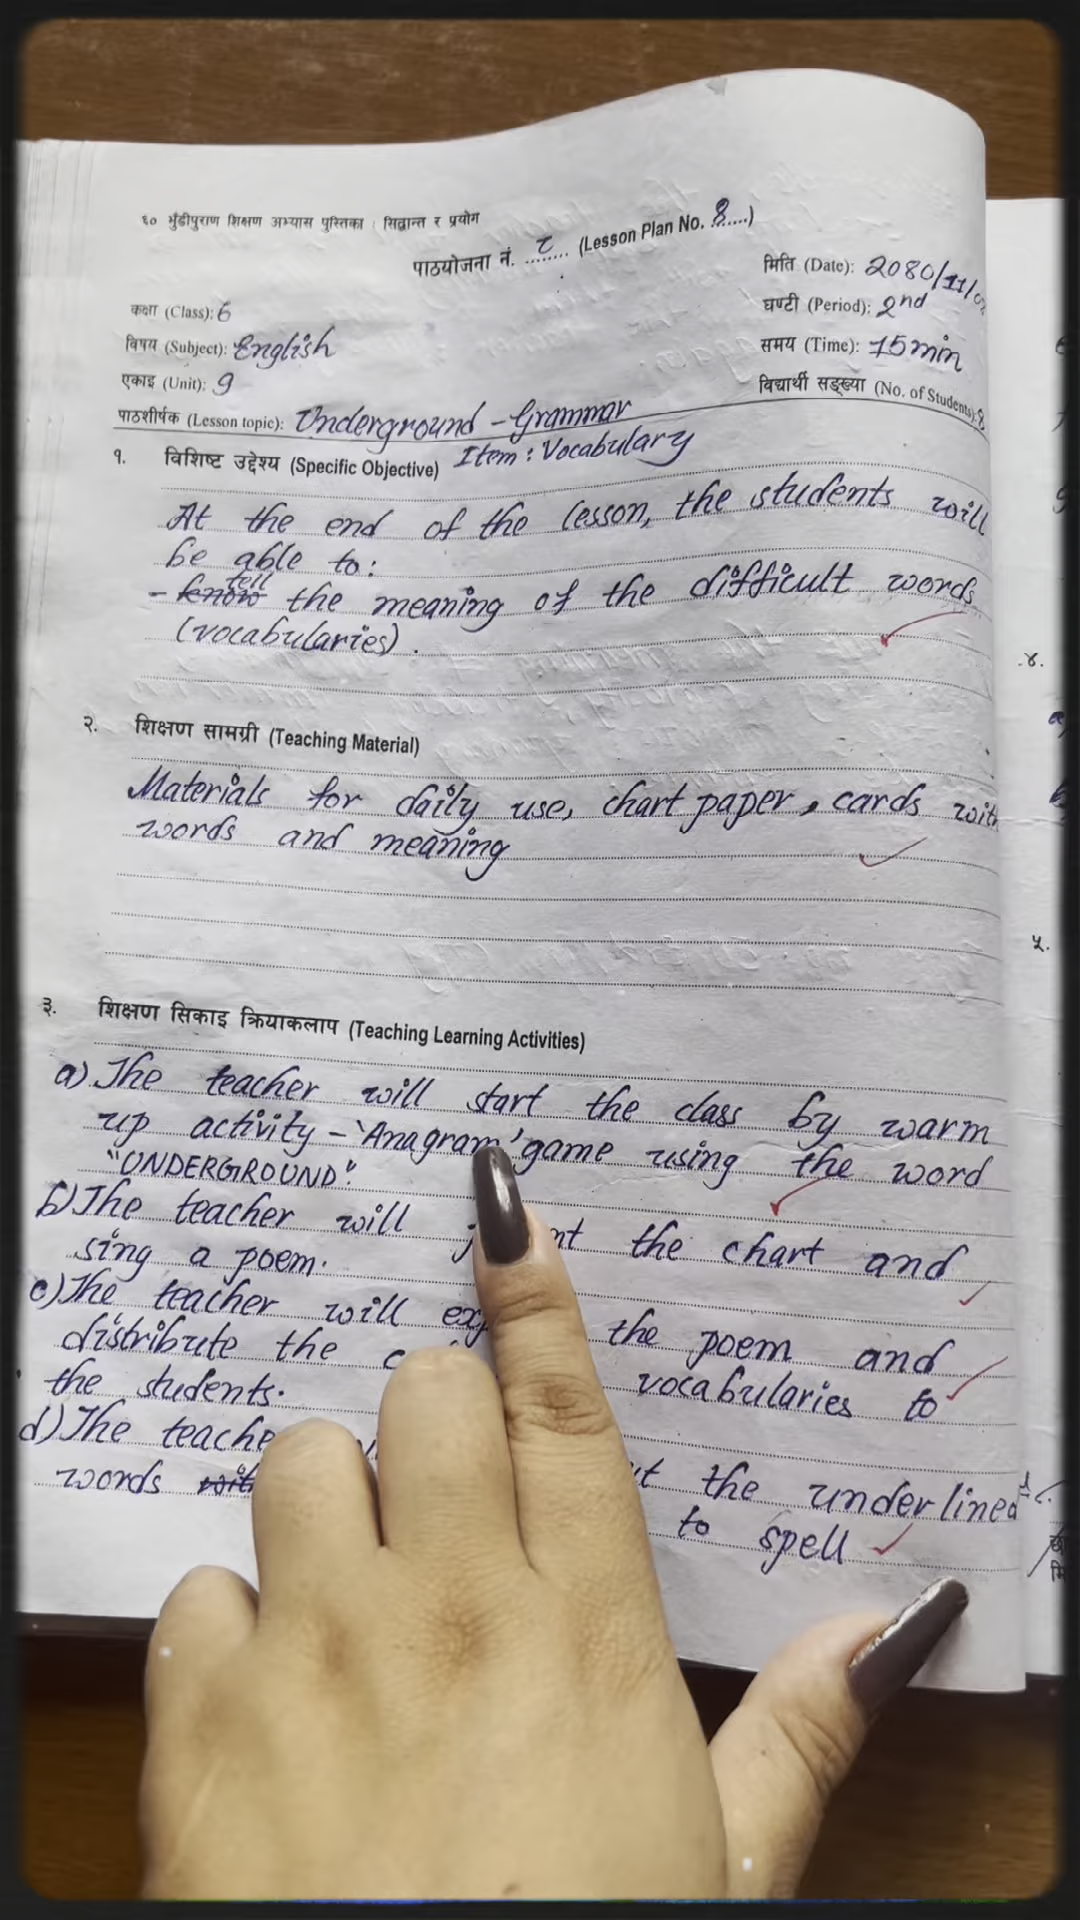 ६० भुँडीपुराण शिक्षण अभ्यास पुस्तिका : सिद्धान्त र प्रयोग
पाठयोजना नं. ८ (Lesson Plan No. 8)
मिति (Date): 2080/11/
कक्षा (Class): 6
घण्टी (Period): 2nd
विषय (Subject): English
समय (Time): 15min
एकाइ (Unit): 9
विद्यार्थी सङ्ख्या (No. of Students): 8
पाठशीर्षक (Lesson topic): Underground - Grammar
Item: Vocabulary
१. विशिष्ट उद्देश्य (Specific Objective)
At the end of the lesson, the students will
be able to:
tell
- know the meaning of the difficult words
(vocabularies).
२. शिक्षण सामग्री (Teaching Material)
Materials for daily use, chart paper, cards with
words and meaning
३. शिक्षण सिकाइ क्रियाकलाप (Teaching Learning Activities)
a) The teacher will start the class by warm
up activity - 'Anagram' game using the word
"UNDERGROUND".
b) The teacher will the chart and
sing a poem.
c) The teacher will the poem and
distribute the vocabularies to
the students.
d) The the underlined
words to spell
.४.
५.